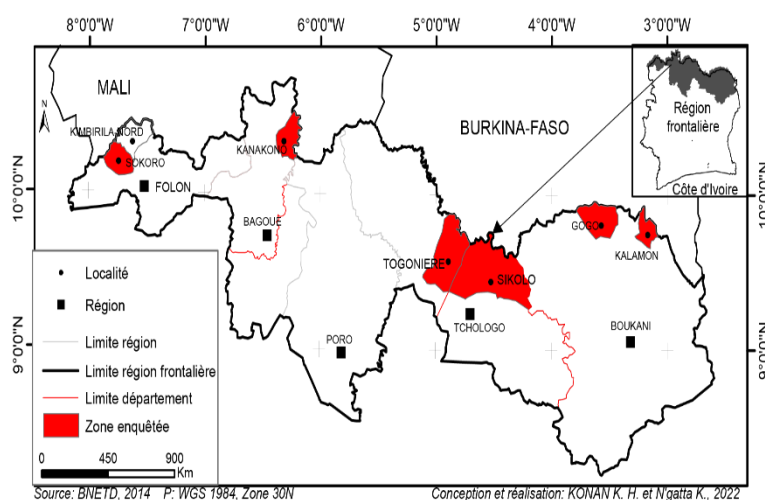 8°0'0"W 7°0'0"W 6°0'0"W 5°0'0"W 4°0'0"W 3°0'0"W
MALI
N
KIMBIRILA-NORD
SOKORO
FOLON
KANAKONO
BURKINA-FASO
Région
frontalière
Côte d'Ivoire
10°0'0"N
10°0'0"N
BAGOUE
GOGO
KALAMON
TOGONIERE
SIKOLO
TCHOLOGO
BOUKANI
PORO
9°0'0"N
9°0'0"N
Légende
Localité
Région
Limite région
Limite région frontalière
Limite département
Zone enquêtée
0 450 900
Km
Source: BNETD, 2014 P: WGS 1984, Zone 30N
Conception et réalisation: KONAN K. H. et N'gatta K., 2022